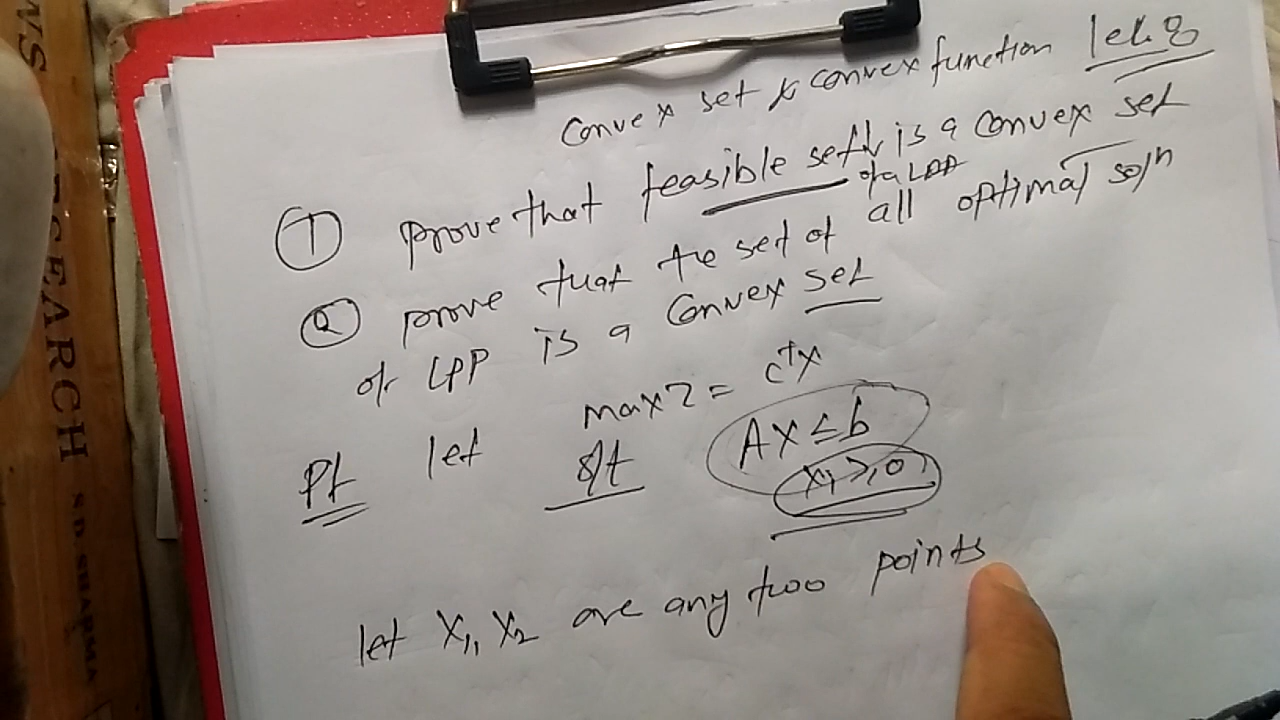 Convex set & convex function lec. 8
① prove that feasible set is a convex set
of a LPP
② prove that the set of all optimal soln
of LPP is a Convex set
Pf let max Z = cᵀx
s/t AX ≤ b
x, ≥, 0,
let X₁, X₂ are any two points
SEARCH S.D. SHARMA